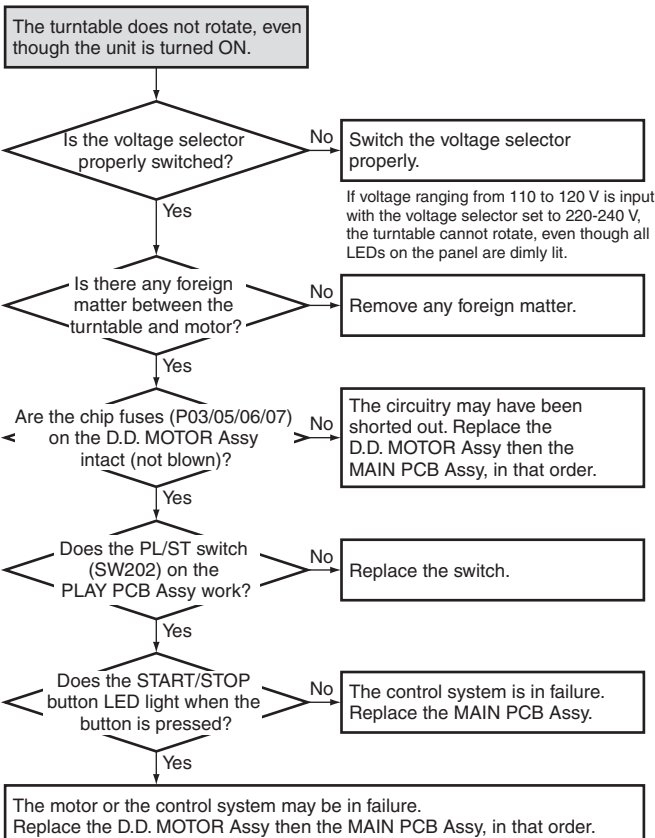 The turntable does not rotate, even
though the unit is turned ON.
Is the voltage selector
properly switched?
No
Switch the voltage selector
properly.
If voltage ranging from 110 to 120 V is input
with the voltage selector set to 220-240 V,
the turntable cannot rotate, even though all
LEDs on the panel are dimly lit.
Yes
Is there any foreign
matter between the
turntable and motor?
No
Remove any foreign matter.
Yes
Are the chip fuses (P03/05/06/07)
on the D.D. MOTOR Assy
intact (not blown)?
No
The circuitry may have been
shorted out. Replace the
D.D. MOTOR Assy then the
MAIN PCB Assy, in that order.
Yes
Does the PL/ST switch
(SW202) on the
PLAY PCB Assy work?
No
Replace the switch.
Yes
Does the START/STOP
button LED light when the
button is pressed?
No
The control system is in failure.
Replace the MAIN PCB Assy.
Yes
The motor or the control system may be in failure.
Replace the D.D. MOTOR Assy then the MAIN PCB Assy, in that order.